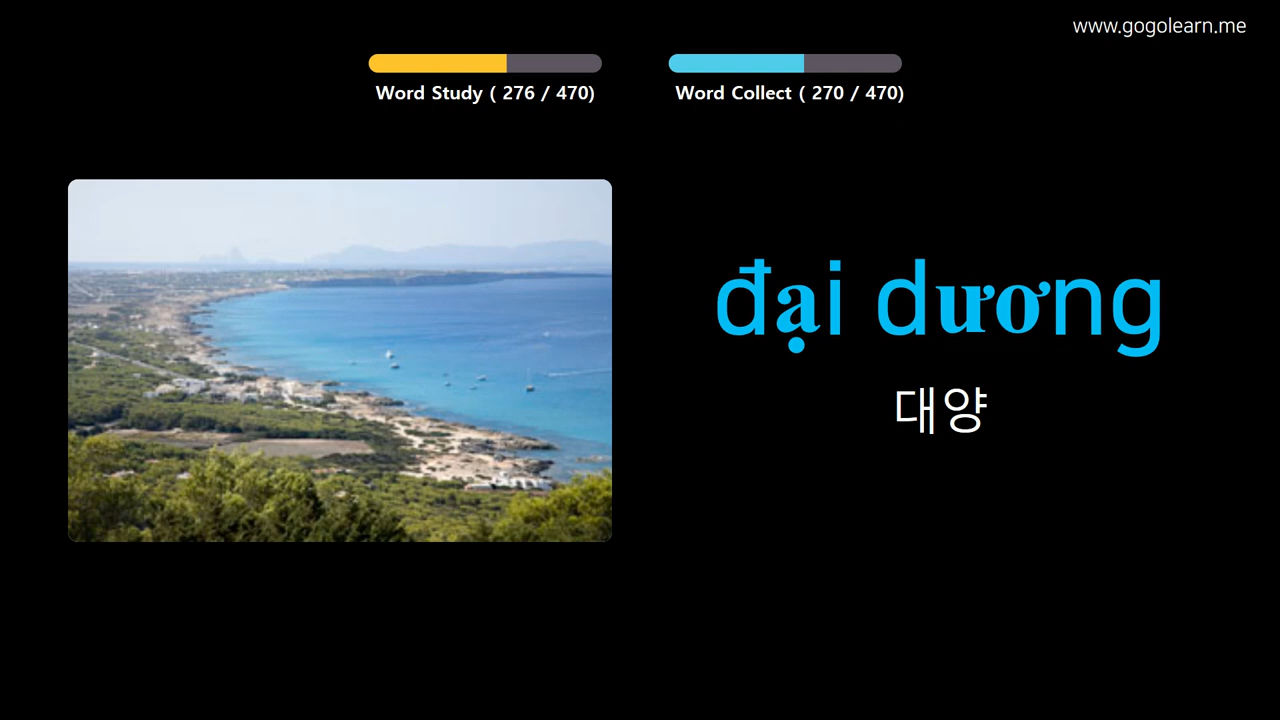 www.gogolearn.me
Word Study ( 276 / 470)
Word Collect ( 270 / 470)
đại dương
대양